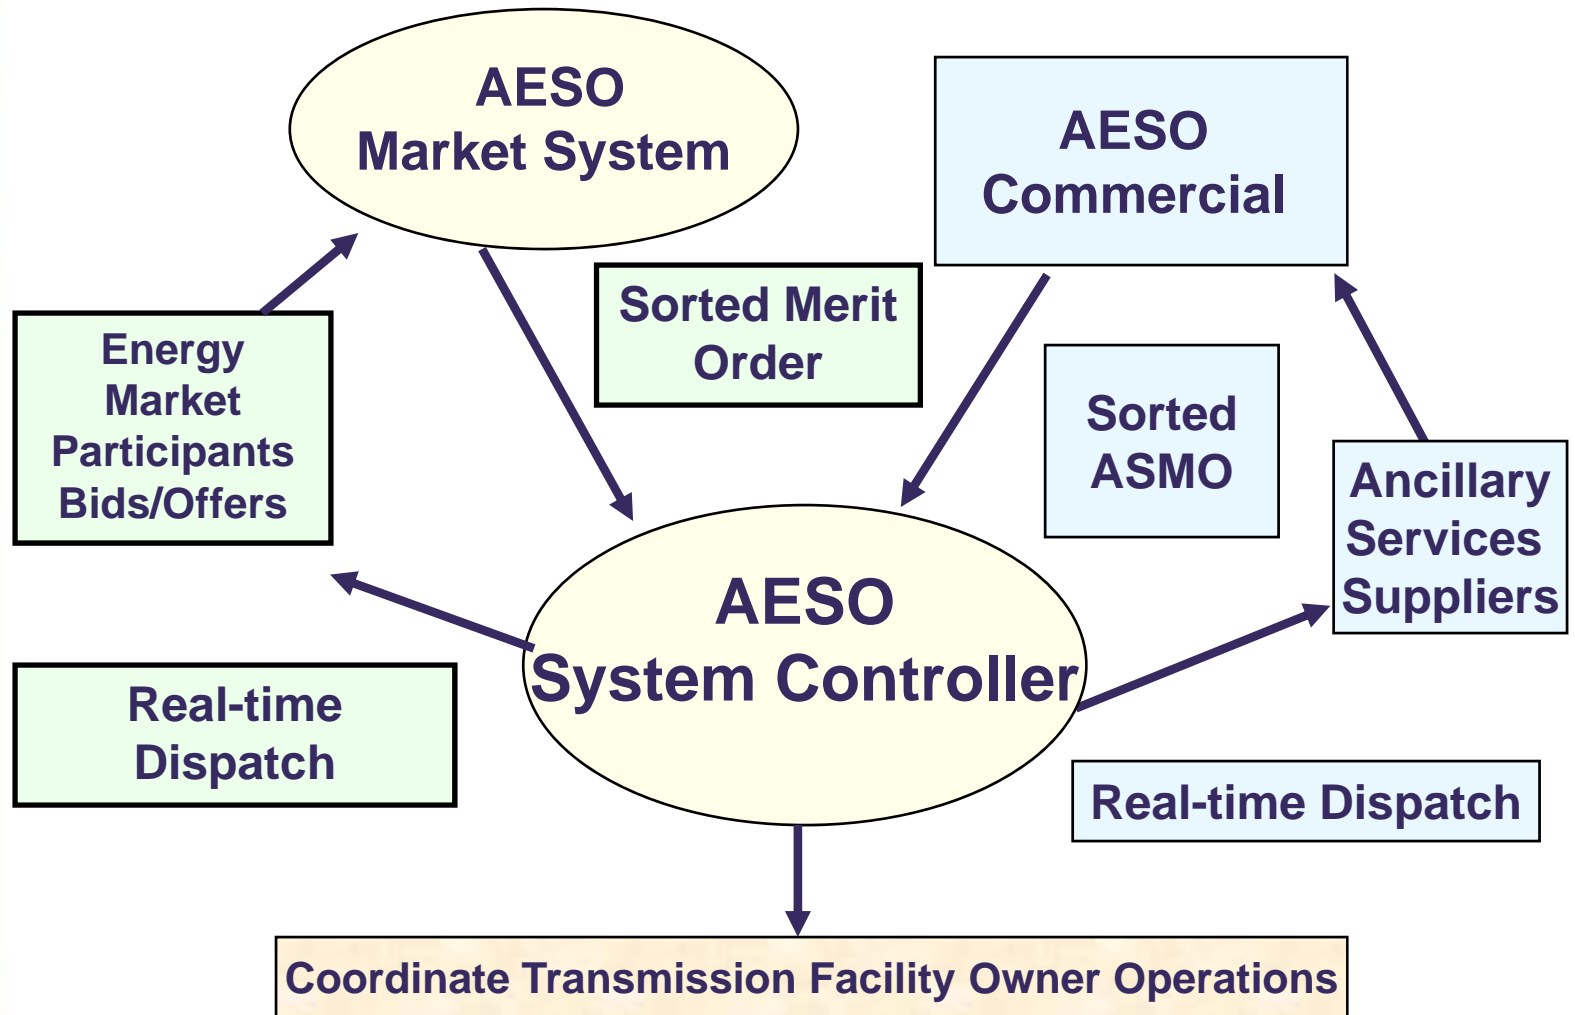 AESO
Market System
AESO
Commercial
Sorted Merit
Order
Energy
Market
Participants
Bids/Offers
Sorted
ASMO
Ancillary
Services
Suppliers
AESO
System Controller
Real-time
Dispatch
Real-time Dispatch
Coordinate Transmission Facility Owner Operations